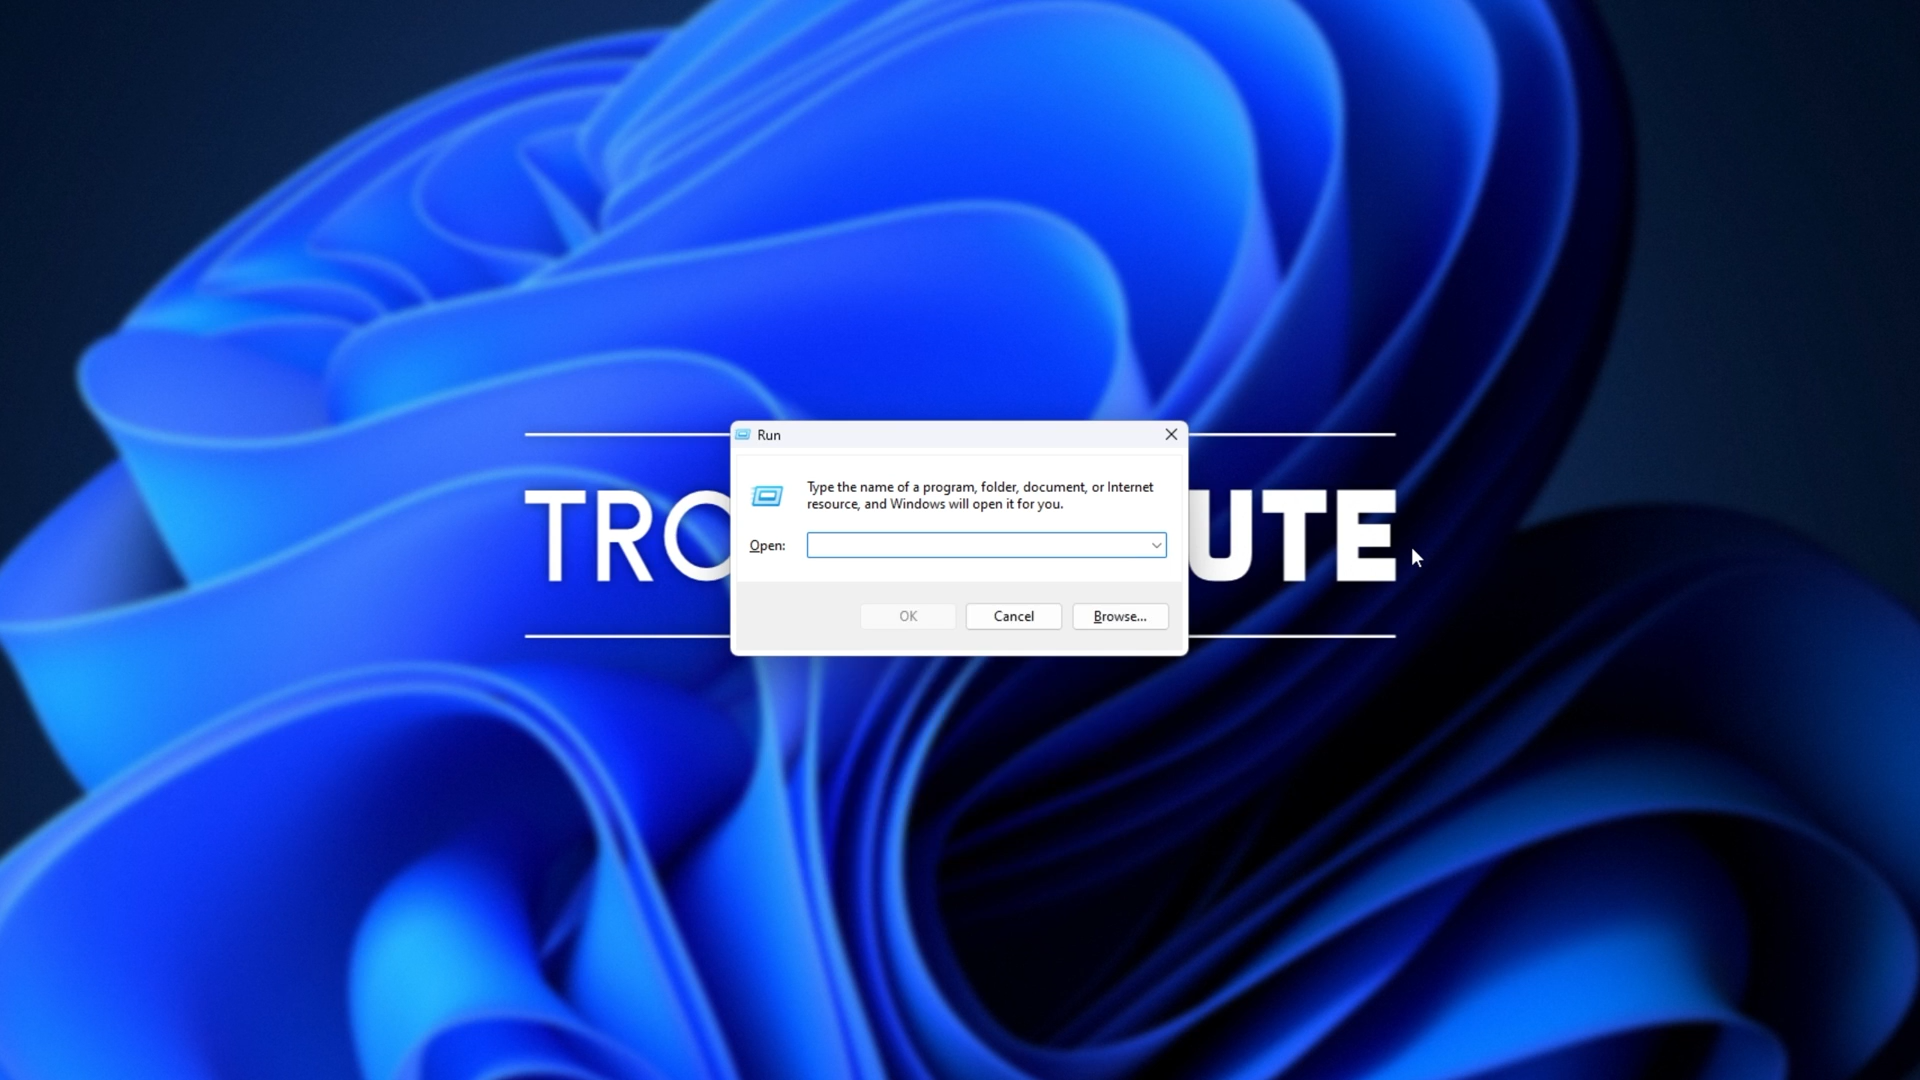 Run
Type the name of a program, folder, document, or Internet
resource, and Windows will open it for you.
TRO
Open:
UTE
OK
Cancel
Browse...